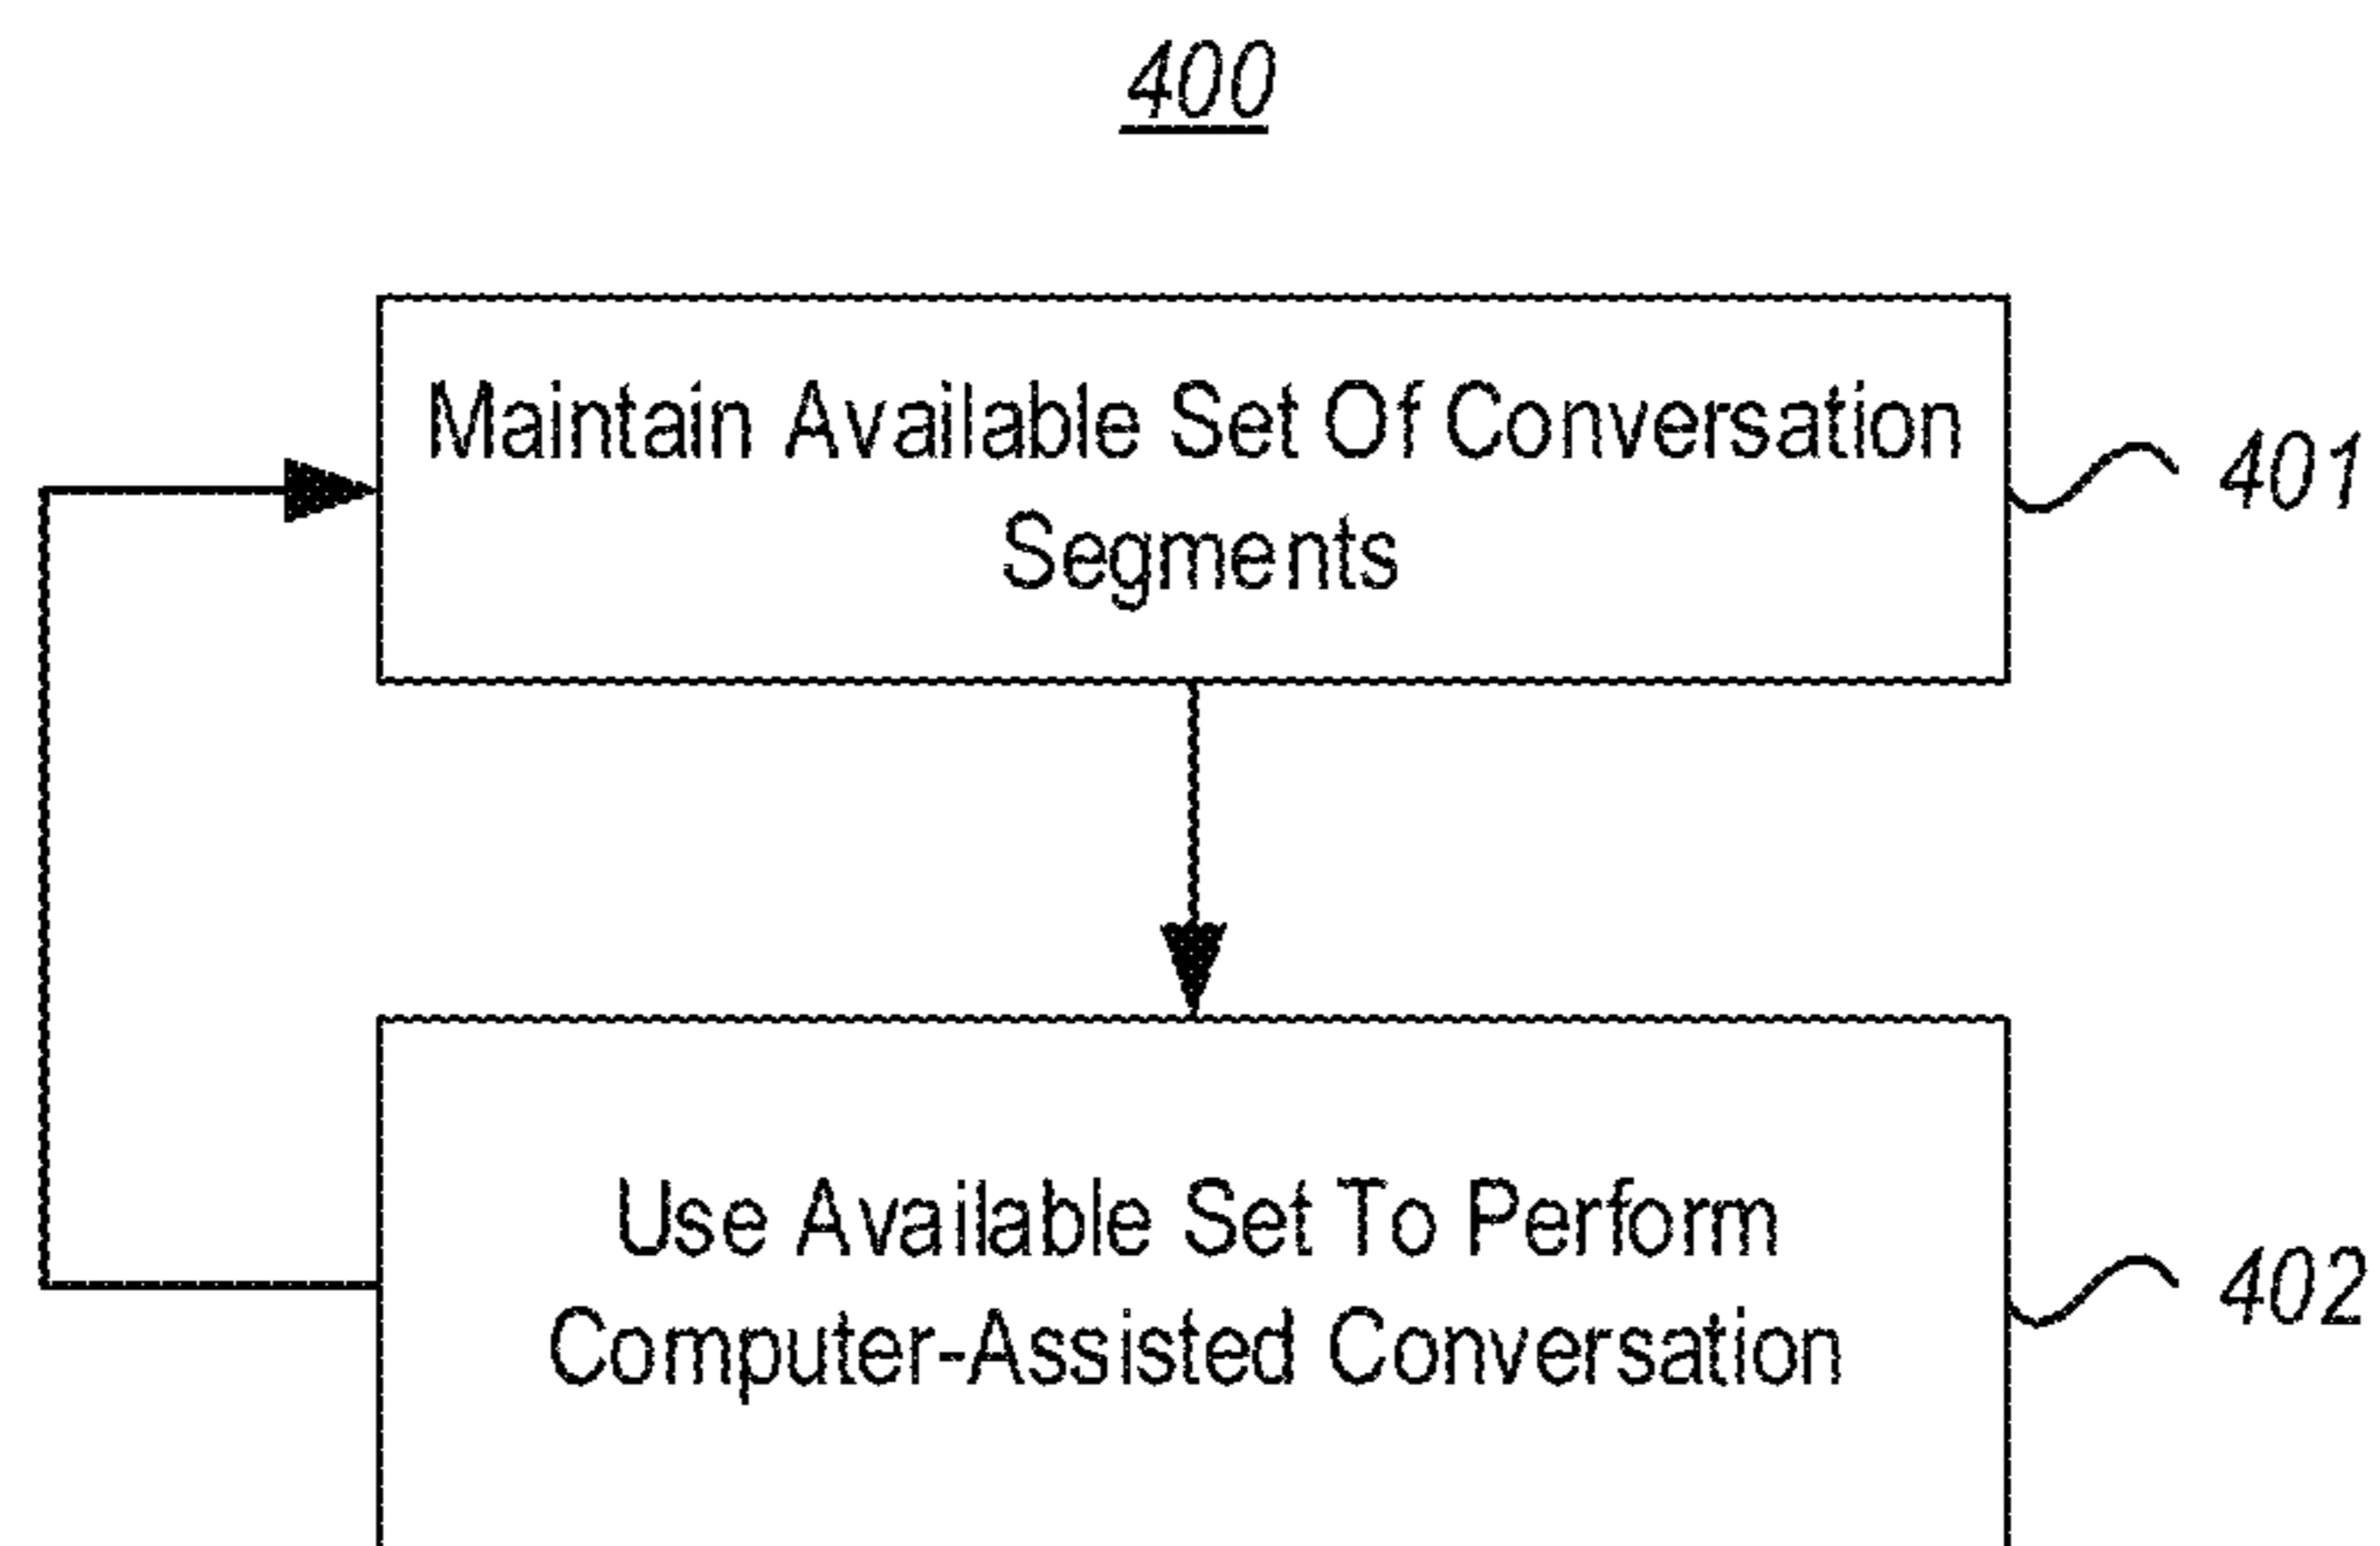 400
Maintain Available Set Of Conversation
Segments
401
Use Available Set To Perform
Computer-Assisted Conversation
402